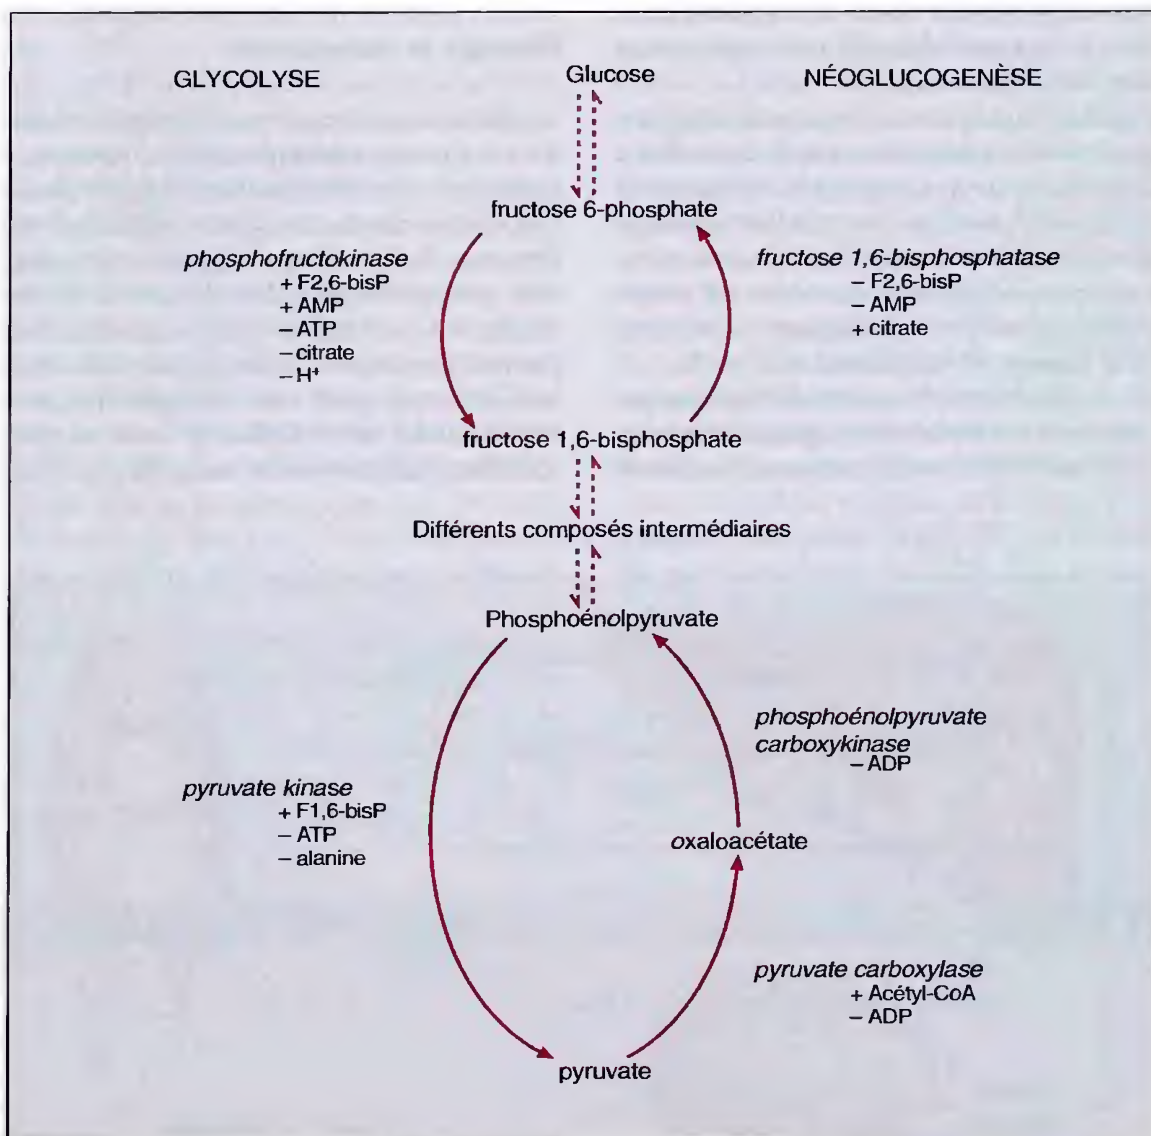 GLYCOLYSE
Glucose
NÉOGLUCOGENÈSE
fructose 6-phosphate
phosphofructokinase
+ F2,6-bisP
+ AMP
− ATP
− citrate
− H⁺
fructose 1,6-bisphosphatase
− F2,6-bisP
− AMP
+ citrate
fructose 1,6-bisphosphate
Différents composés intermédiaires
Phosphoénolpyruvate
phosphoénolpyruvate
carboxykinase
− ADP
pyruvate kinase
+ F1,6-bisP
− ATP
− alanine
oxaloacétate
pyruvate carboxylase
+ Acétyl-CoA
− ADP
pyruvate